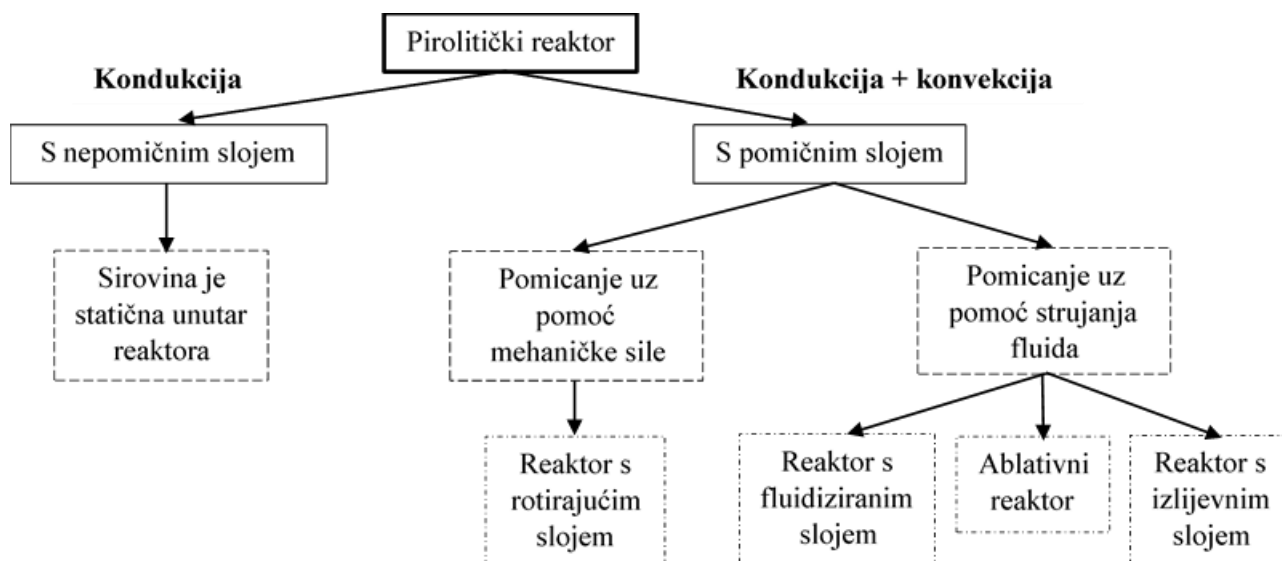 Pirolitički reaktor
Kondukcija
Kondukcija + konvekcija
S nepomičnim slojem
S pomičnim slojem
Sirovina je
statična unutar
reaktora
Pomicanje uz
pomoć
mehaničke sile
Pomicanje uz
pomoć strujanja
fluida
Reaktor s
rotirajućim
slojem
Reaktor s
fluidiziranim
slojem
Ablativni
reaktor
Reaktor s
izlijevnim
slojem